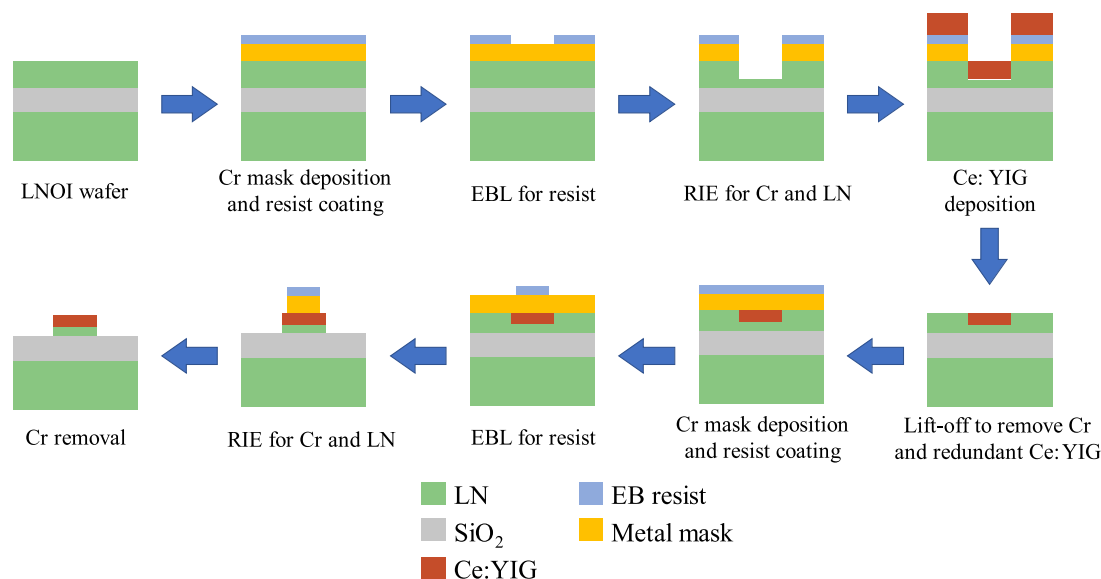 LNOI wafer
Cr mask deposition
and resist coating
EBL for resist
RIE for Cr and LN
Ce: YIG
deposition
Cr removal
RIE for Cr and LN
EBL for resist
Cr mask deposition
and resist coating
Lift-off to remove Cr
and redundant Ce:YIG
LN
EB resist
SiO₂
Metal mask
Ce:YIG